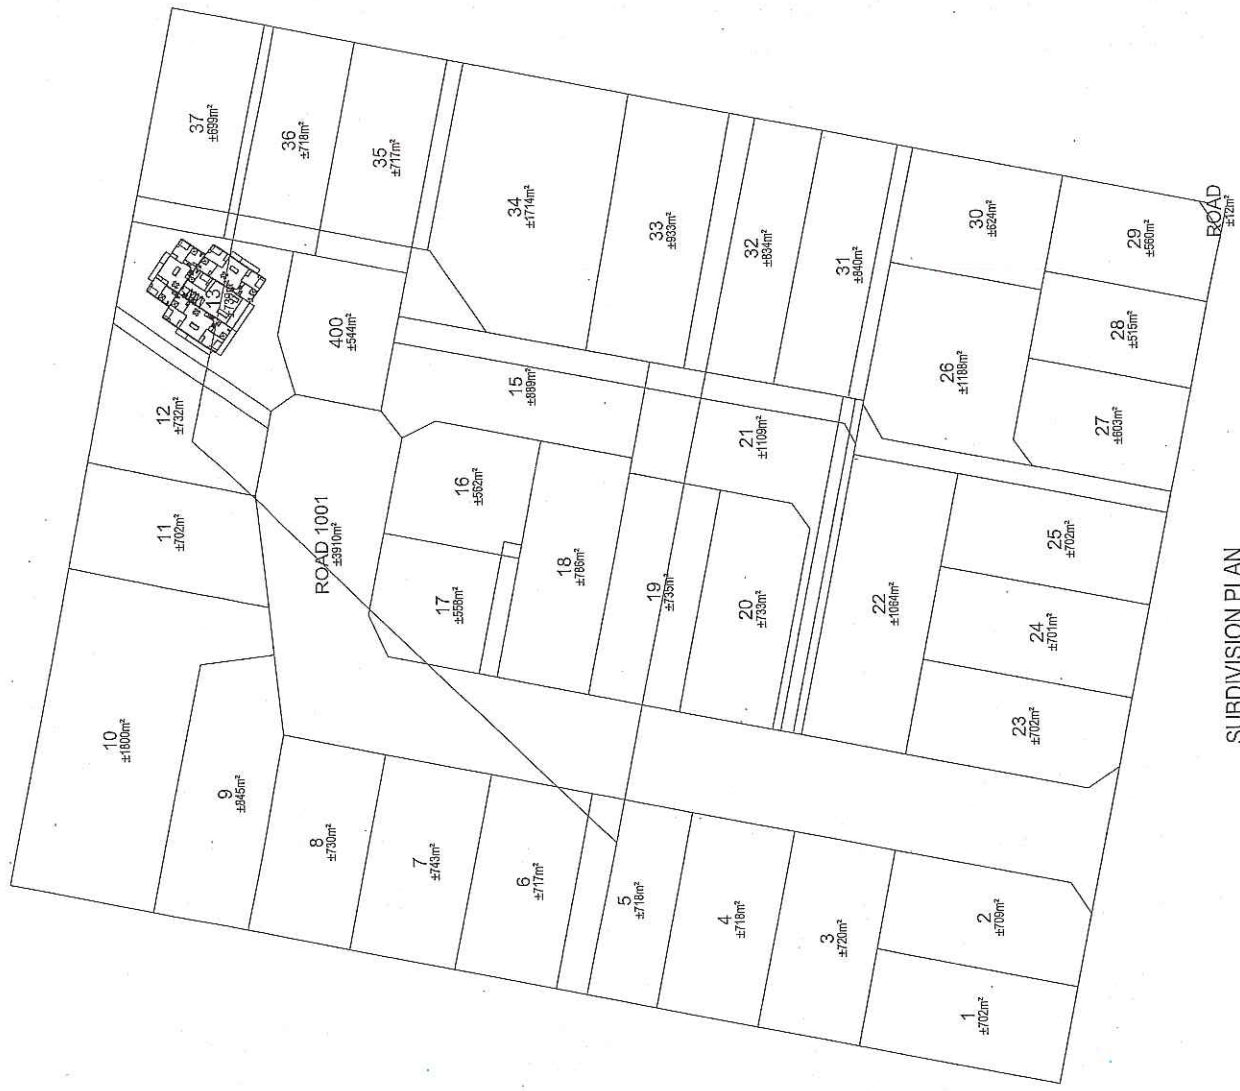 37
±699m²
36
±718m²
35
±717m²
34
±1714m²
33
±933m²
32
±834m²
31
±840m²
30
±624m²
29
±560m²
ROAD
±12m²
13
400
±544m²
15
±889m²
21
±1109m²
26
±1188m²
28
±515m²
27
±603m²
12
±732m²
11
±702m²
ROAD 1001
±3910m²
16
±562m²
17
±558m²
18
±786m²
19
±735m²
20
±733m²
22
±1064m²
25
±702m²
24
±701m²
23
±702m²
10
±1800m²
9
±845m²
8
±730m²
7
±743m²
6
±717m²
5
±718m²
4
±718m²
3
±720m²
2
±709m²
1
±702m²
SUBDIVISION PLAN